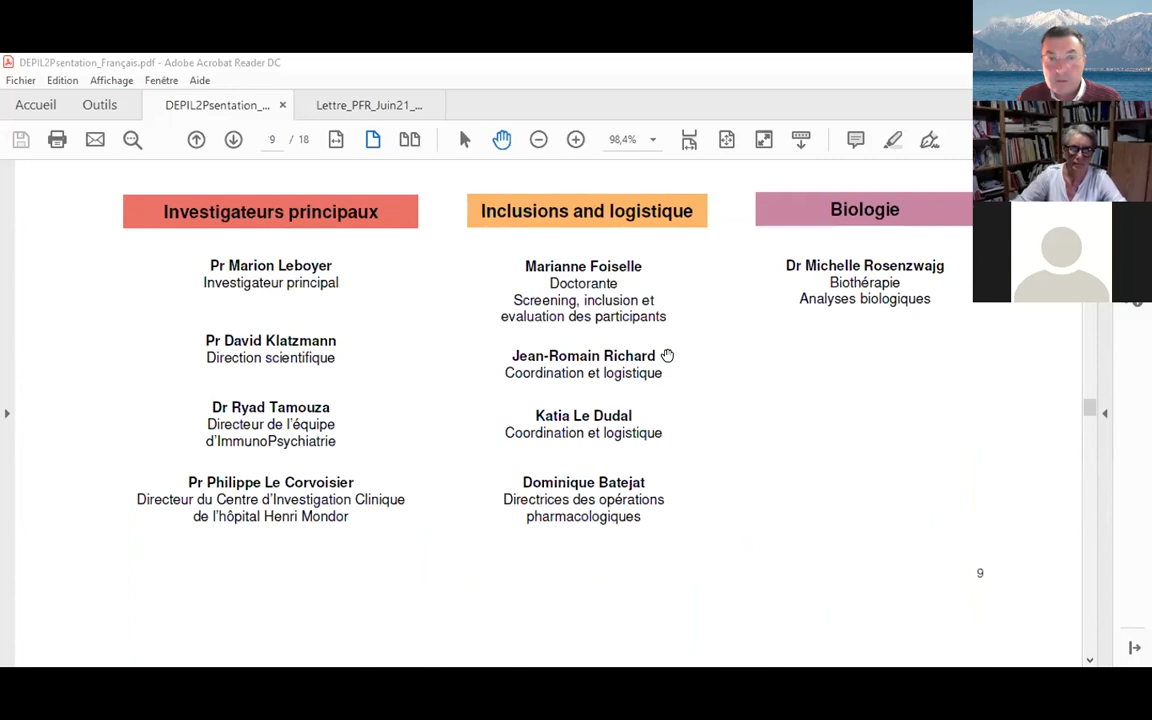 DEPIL2Psentation_Français.pdf - Adobe Acrobat Reader DC
Fichier Edition Affichage Fenêtre Aide
Accueil Outils DEPIL2Psentation_... × Lettre_PFR_Juin21_...
9 / 18 98,4%
Investigateurs principaux
Pr Marion Leboyer
Investigateur principal
Pr David Klatzmann
Direction scientifique
Dr Ryad Tamouza
Directeur de l'équipe
d'ImmunoPsychiatrie
Pr Philippe Le Corvoisier
Directeur du Centre d'Investigation Clinique
de l'hôpital Henri Mondor
Inclusions and logistique
Marianne Foiselle
Doctorante
Screening, inclusion et
evaluation des participants
Jean-Romain Richard
Coordination et logistique
Katia Le Dudal
Coordination et logistique
Dominique Batejat
Directrices des opérations
pharmacologiques
Biologie
Dr Michelle Rosenzwajg
Biothérapie
Analyses biologiques
9